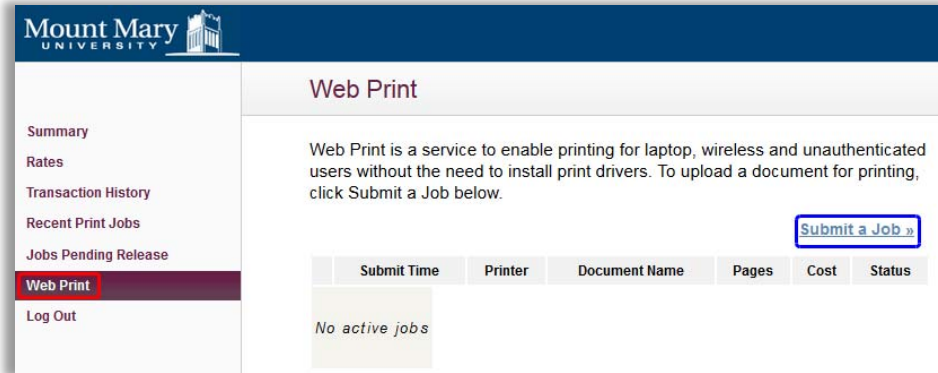 Mount Mary
UNIVERSITY
Web Print
Summary
Rates
Transaction History
Recent Print Jobs
Jobs Pending Release
Web Print
Log Out
Web Print is a service to enable printing for laptop, wireless and unauthenticated
users without the need to install print drivers. To upload a document for printing,
click Submit a Job below.
Submit a Job »
Submit Time Printer Document Name Pages Cost Status
No active jobs